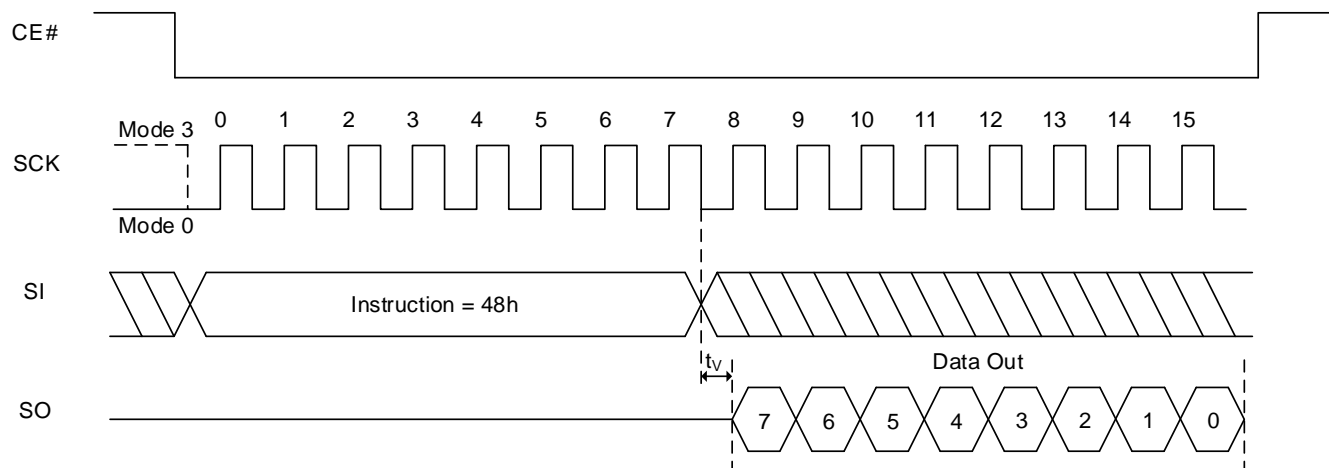 CE#
Mode 3 0 1 2 3 4 5 6 7 8 9 10 11 12 13 14 15
SCK
Mode 0
SI Instruction = 48h
tV Data Out
SO 7 6 5 4 3 2 1 0